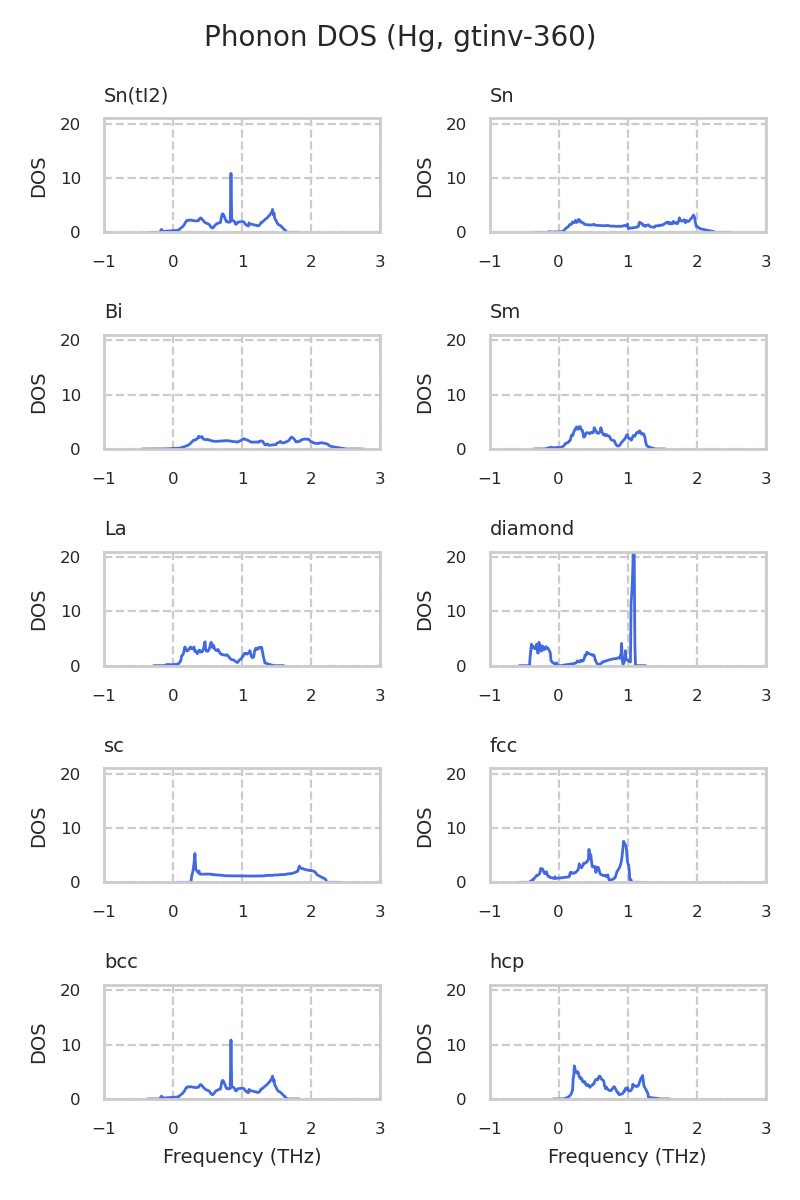 Phonon DOS (Hg, gtinv-360)
Sn(tI2) Sn
20 20
DOS 10 DOS 10
0 0
−1 0 1 2 3 −1 0 1 2 3
Bi Sm
20 20
DOS 10 DOS 10
0 0
−1 0 1 2 3 −1 0 1 2 3
La diamond
20 20
DOS 10 DOS 10
0 0
−1 0 1 2 3 −1 0 1 2 3
sc fcc
20 20
DOS 10 DOS 10
0 0
−1 0 1 2 3 −1 0 1 2 3
bcc hcp
20 20
DOS 10 DOS 10
0 0
−1 0 1 2 3 −1 0 1 2 3
Frequency (THz) Frequency (THz)